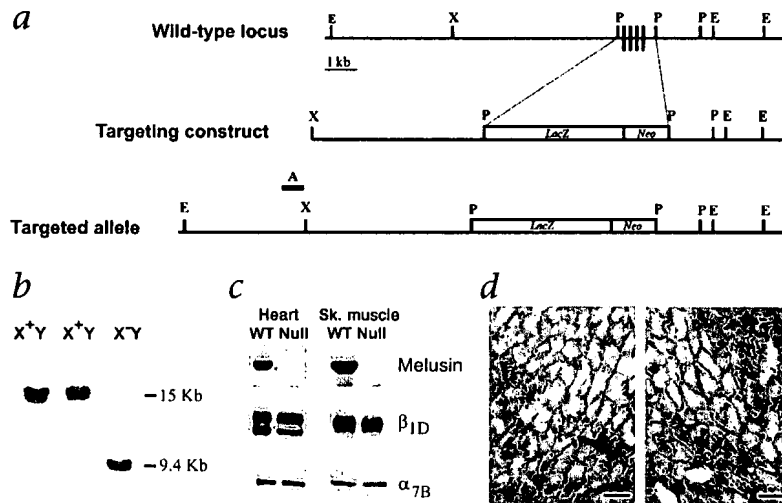 a
Wild-type locus
E X P P P E E
1 kb
Targeting construct
X P LacZ Neo P P E E
A
Targeted allele
E X P LacZ Neo P P E E
b
X+Y X+Y X-Y
15 Kb
9.4 Kb
c
Heart Sk. muscle
WT Null WT Null
Melusin
β1D
α7B
d